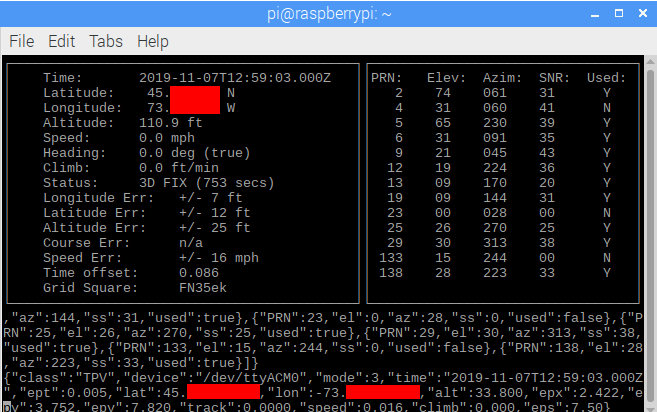 pi@raspberrypi: ~
File Edit Tabs Help
Time: 2019-11-07T12:59:03.000Z
Latitude: 45. N
Longitude: 73. W
Altitude: 110.9 ft
Speed: 0.0 mph
Heading: 0.0 deg (true)
Climb: 0.0 ft/min
Status: 3D FIX (753 secs)
Longitude Err: +/- 7 ft
Latitude Err: +/- 12 ft
Altitude Err: +/- 25 ft
Course Err: n/a
Speed Err: +/- 16 mph
Time offset: 0.086
Grid Square: FN35ek
PRN: Elev: Azim: SNR: Used:
2 74 061 31 Y
4 31 060 41 N
5 65 230 39 Y
6 31 091 35 Y
9 21 045 43 Y
12 19 224 36 Y
13 09 170 20 Y
19 09 144 31 Y
23 00 028 00 N
25 26 270 25 Y
29 30 313 38 Y
133 15 244 00 N
138 28 223 33 Y
,"az":144,"ss":31,"used":true},{"PRN":23,"el":0,"az":28,"ss":0,"used":false},{"P
RN":25,"el":26,"az":270,"ss":25,"used":true},{"PRN":29,"el":30,"az":313,"ss":38,
"used":true},{"PRN":133,"el":15,"az":244,"ss":0,"used":false},{"PRN":138,"el":28
,"az":223,"ss":33,"used":true}]}
{"class":"TPV","device":"/dev/ttyACM0","mode":3,"time":"2019-11-07T12:59:03.000Z
","ept":0.005,"lat":45. ,"lon":-73. ,"alt":33.800,"epx":2.422,"e
py":3.752,"epv":7.820,"track":0.0000,"speed":0.016,"climb":0.000,"eps":7.50}